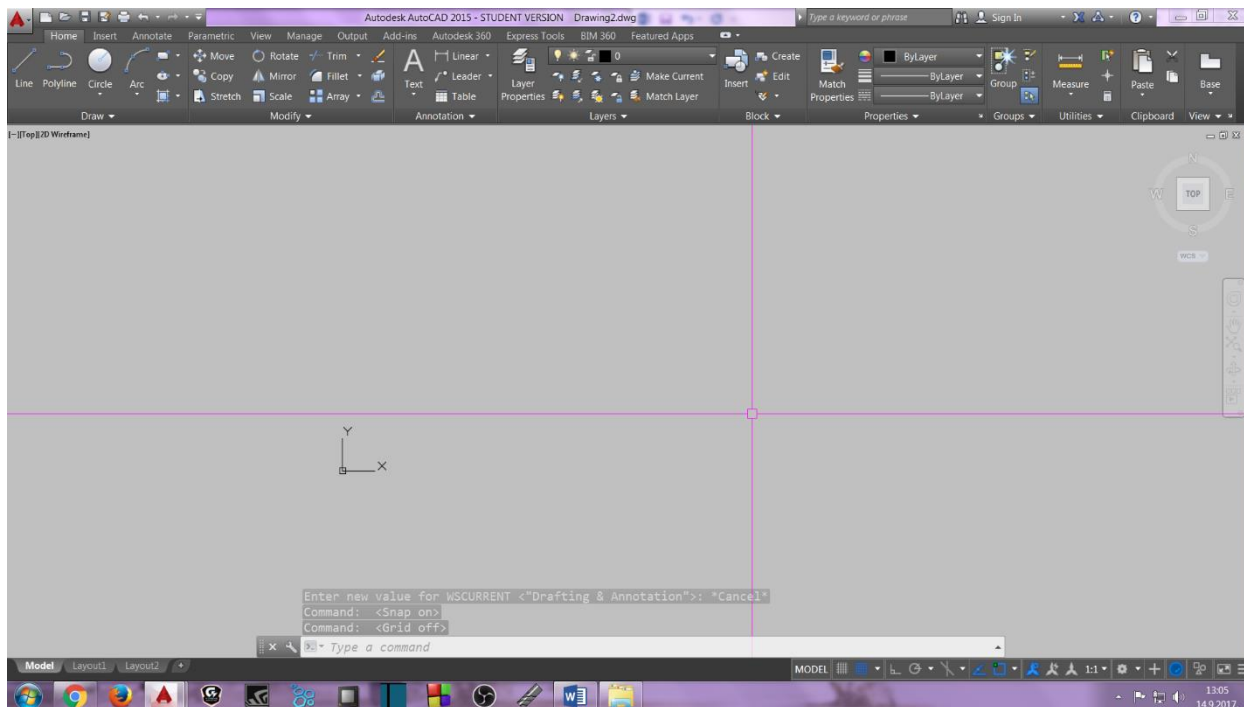 Autodesk AutoCAD 2015 - STUDENT VERSION Drawing2.dwg Type a keyword or phrase Sign In
Home Insert Annotate Parametric View Manage Output Add-ins Autodesk 360 Express Tools BIM 360 Featured Apps
Move Rotate Trim Linear 0 Create ByLayer
Line Polyline Circle Arc Copy Mirror Fillet Text Leader Layer Properties Make Current Insert Edit Match Properties ByLayer Group Measure Paste Base
Stretch Scale Array Table Match Layer ByLayer
Draw Modify Annotation Layers Block Properties Groups Utilities Clipboard View
[-][Top][2D Wireframe]
N
W TOP E
S
WCS
Y
X
Enter new value for WSCURRENT <"Drafting & Annotation">: *Cancel*
Command: <Snap on>
Command: <Grid off>
Type a command
Model Layout1 Layout2 + MODEL 1:1
13:05
14.9.2017